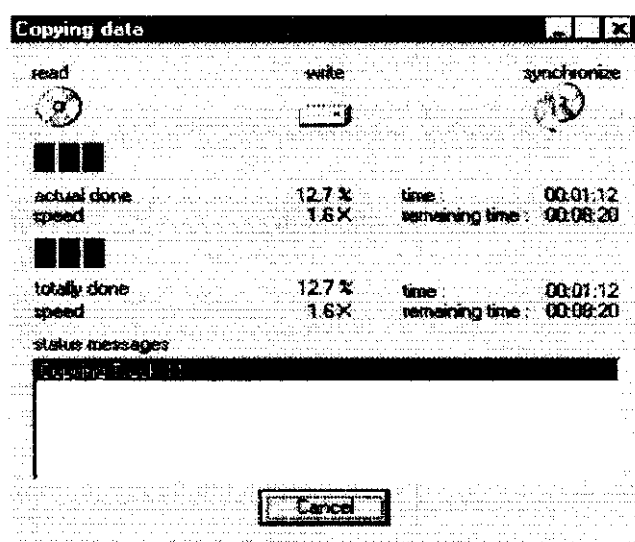 Copying data
read write synchronize
actual done 12.7 % time : 00:01:12
speed 1.6 X remaining time : 00:08:20
totally done 12.7 % time : 00:01:12
speed 1.6 X remaining time : 00:08:20
status messages
Copying Track
Cancel